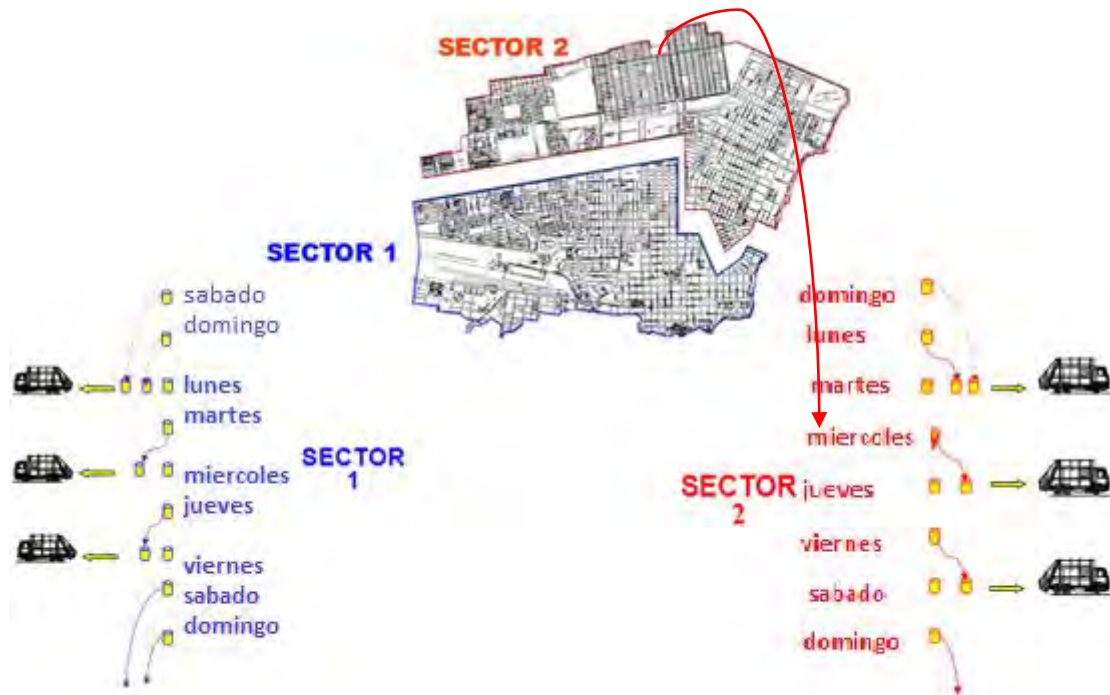 SECTOR 2
SECTOR 1
sabado
domingo
lunes
martes
miercoles
jueves
viernes
sabado
domingo
SECTOR
1
domingo
lunes
martes
miercoles
jueves
viernes
sabado
domingo
SECTOR
2